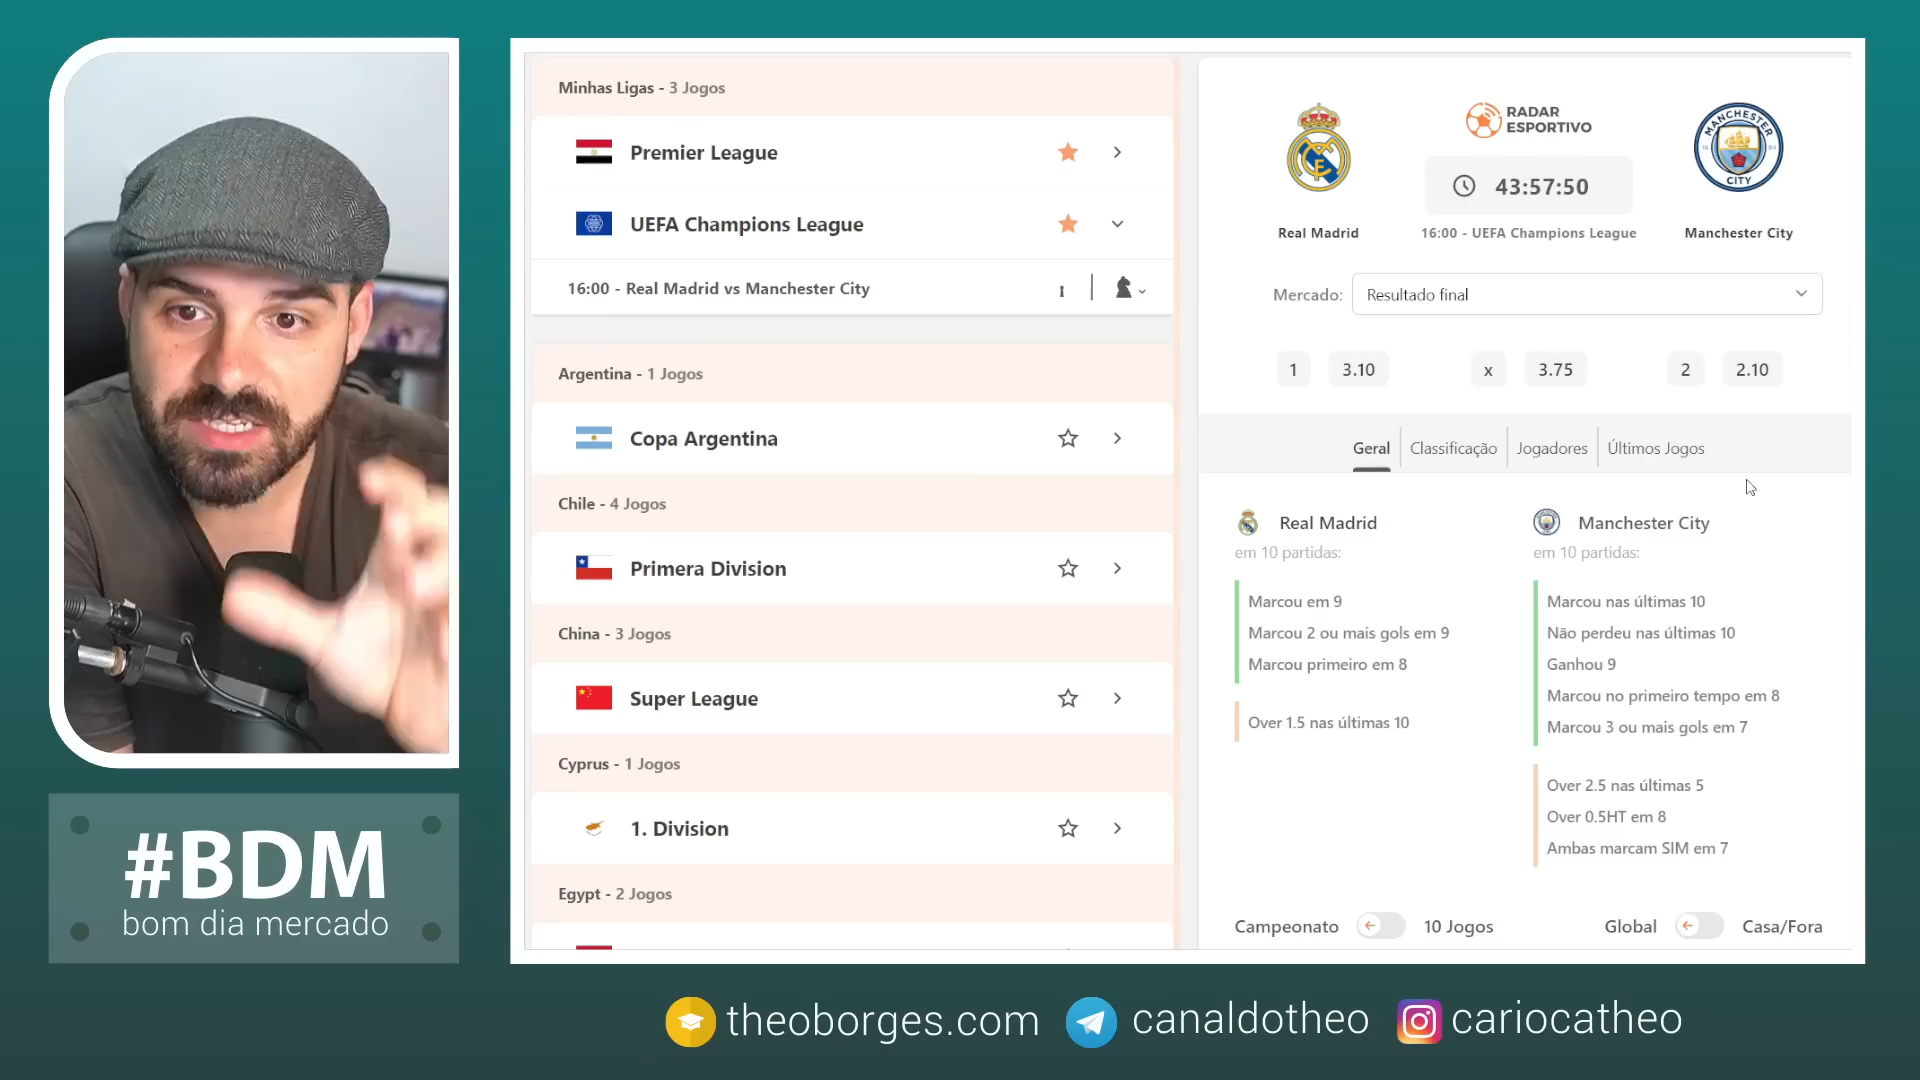 Minhas Ligas - 3 Jogos
Premier League
UEFA Champions League
16:00 - Real Madrid vs Manchester City
Argentina - 1 Jogos
Copa Argentina
Chile - 4 Jogos
Primera Division
China - 3 Jogos
Super League
Cyprus - 1 Jogos
1. Division
Egypt - 2 Jogos
RADAR
ESPORTIVO
MANCHESTER
18 94
CITY
43:57:50
Real Madrid
16:00 - UEFA Champions League
Manchester City
Mercado: Resultado final
1 3.10 x 3.75 2 2.10
Geral Classificação Jogadores Últimos Jogos
Real Madrid
em 10 partidas:
Marcou em 9
Marcou 2 ou mais gols em 9
Marcou primeiro em 8
Over 1.5 nas últimas 10
Manchester City
em 10 partidas:
Marcou nas últimas 10
Não perdeu nas últimas 10
Ganhou 9
Marcou no primeiro tempo em 8
Marcou 3 ou mais gols em 7
Over 2.5 nas últimas 5
Over 0.5HT em 8
Ambas marcam SIM em 7
Campeonato 10 Jogos Global Casa/Fora
#BDM
bom dia mercado
theoborges.com canaldotheo cariocatheo